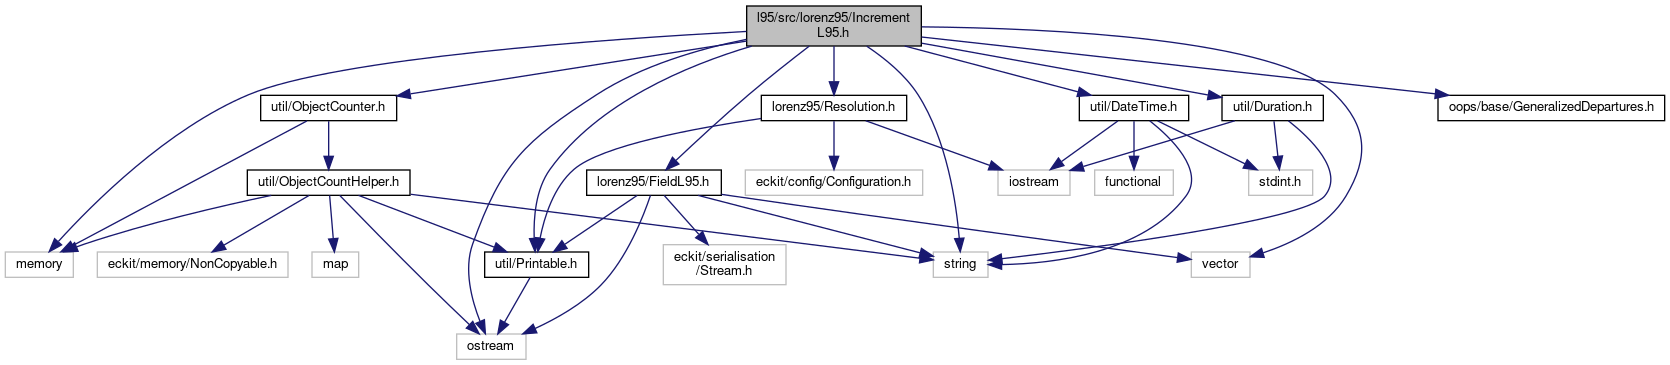 l95/src/lorenz95/Increment
L95.h
util/ObjectCounter.h
lorenz95/Resolution.h
util/DateTime.h
util/Duration.h
oops/base/GeneralizedDepartures.h
util/ObjectCountHelper.h
lorenz95/FieldL95.h
eckit/config/Configuration.h
iostream
functional
stdint.h
memory
eckit/memory/NonCopyable.h
map
util/Printable.h
eckit/serialisation
/Stream.h
string
vector
ostream